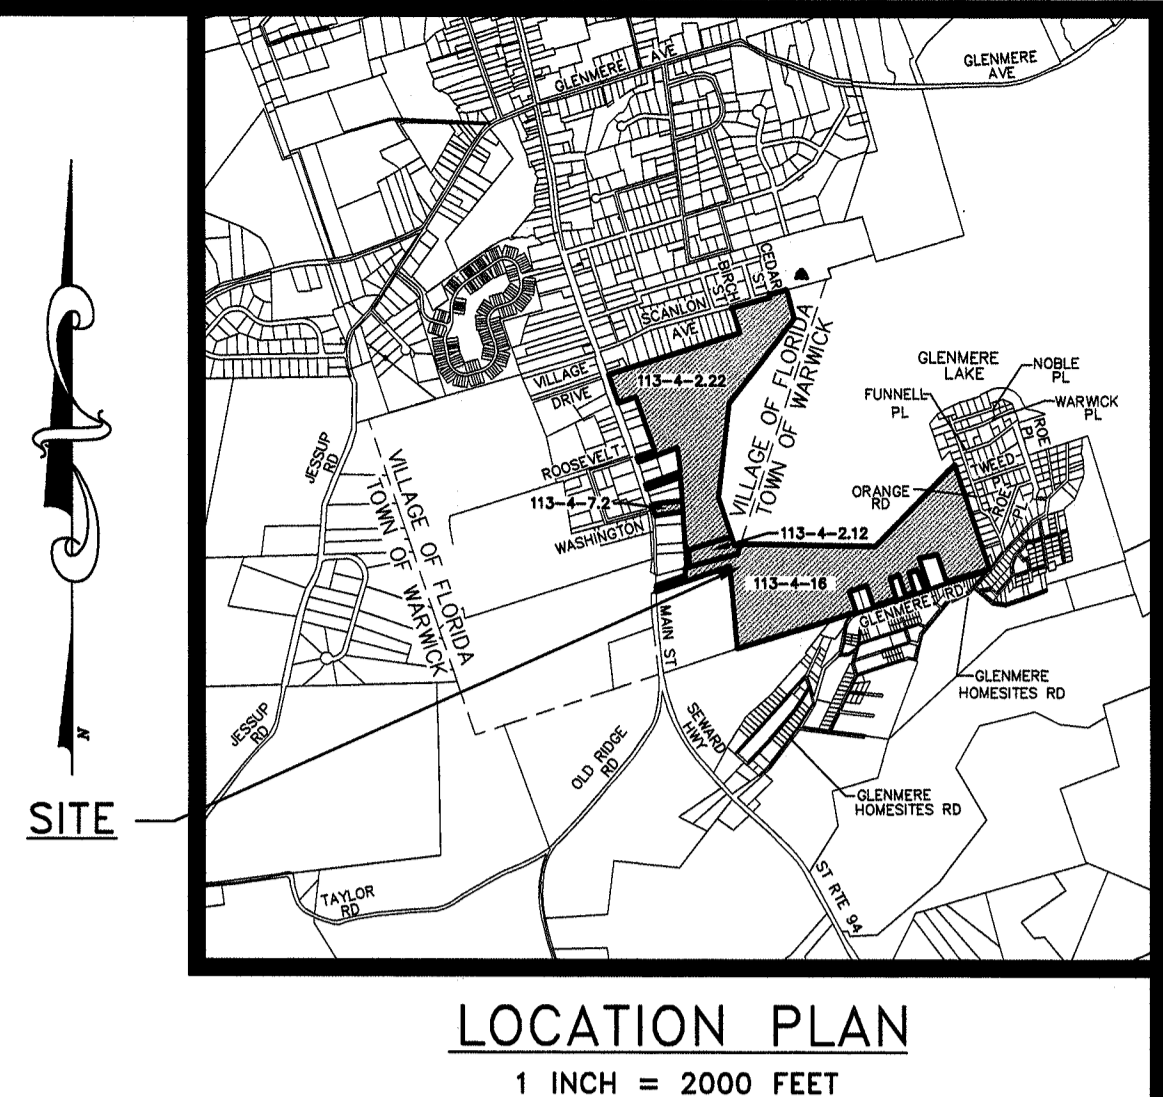 GLENMERE AVE
GLENMERE
AVE
CEDAR
ST
BIRCH
ST
SCANLON
AVE
VILLAGE OF FLORIDA
TOWN OF WARWICK
GLENMERE
LAKE
NOBLE
PL
FUNNELL
PL
WARWICK
PL
ROE
PL
113-4-2.22
VILLAGE
DRIVE
JESSUP
RD
ROOSEVELT
TWEED
PL
ORANGE
RD
ROE
PL
VILLAGE OF FLORIDA
TOWN OF WARWICK
113-4-7.2
WASHINGTON
113-4-2.12
113-4-16
GLENMERE RD
MAIN ST
GLENMERE
HOMESITES RD
JESSUP
RD
N
OLD RIDGE
RD
SEWARD
HWY
GLENMERE
HOMESITES RD
SITE
TAYLOR
RD
ST RTE 94
LOCATION PLAN
1 INCH = 2000 FEET